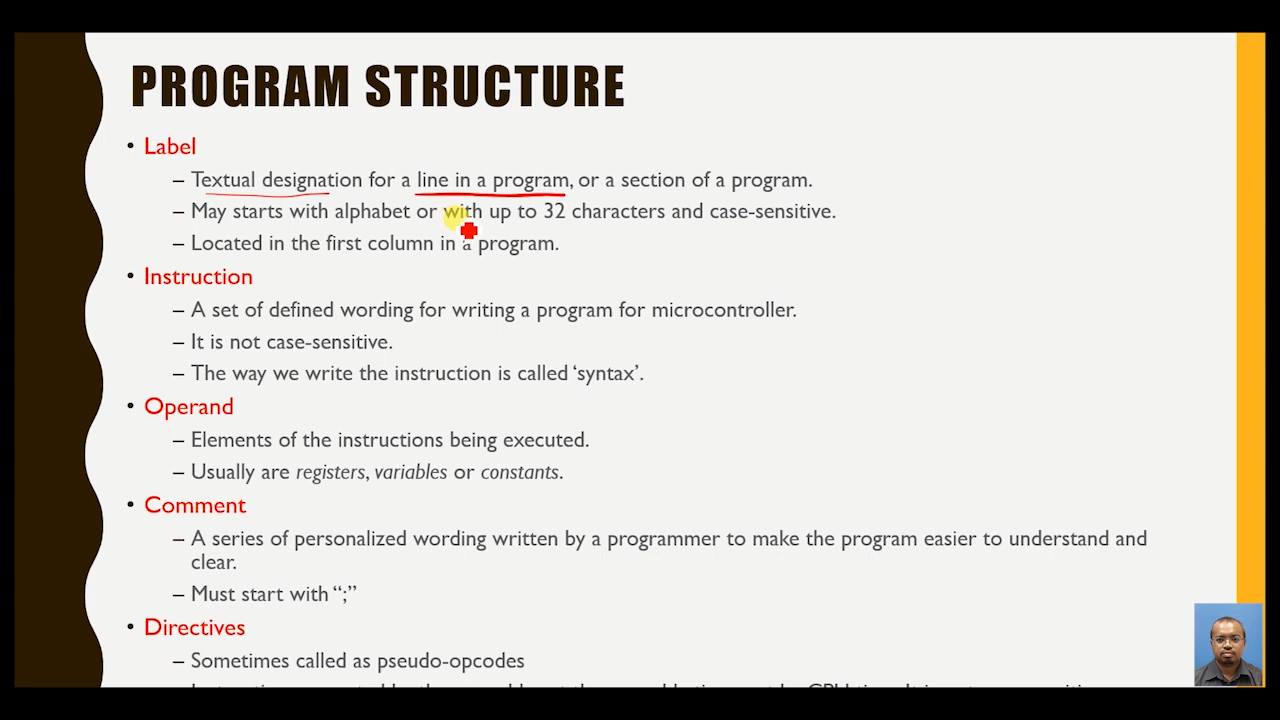 PROGRAM STRUCTURE
• Label
– Textual designation for a line in a program, or a section of a program.
– May starts with alphabet or with up to 32 characters and case-sensitive.
– Located in the first column in a program.
• Instruction
– A set of defined wording for writing a program for microcontroller.
– It is not case-sensitive.
– The way we write the instruction is called ‘syntax’.
• Operand
– Elements of the instructions being executed.
– Usually are registers, variables or constants.
• Comment
– A series of personalized wording written by a programmer to make the program easier to understand and
clear.
– Must start with “;”
• Directives
– Sometimes called as pseudo-opcodes